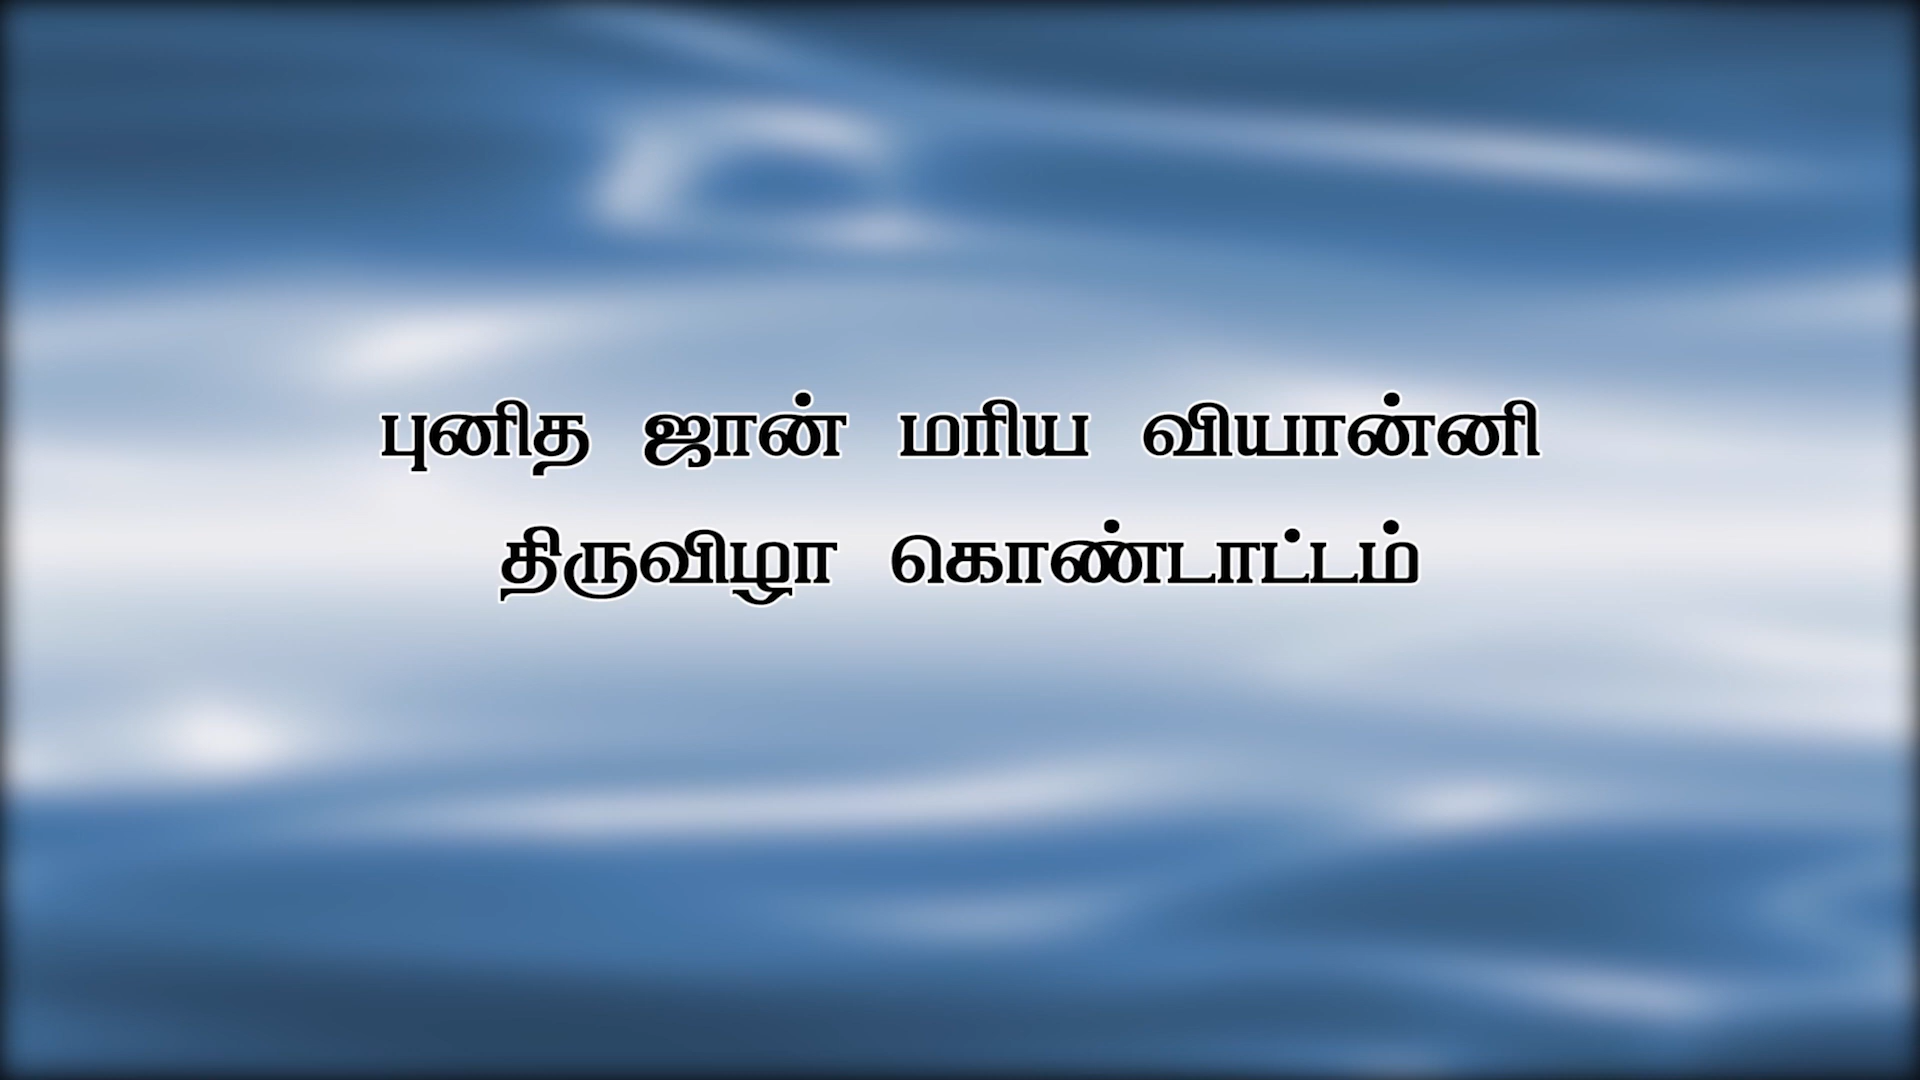 புனித ஜான் மரிய வியான்னி
திருவிழா கொண்டாட்டம்